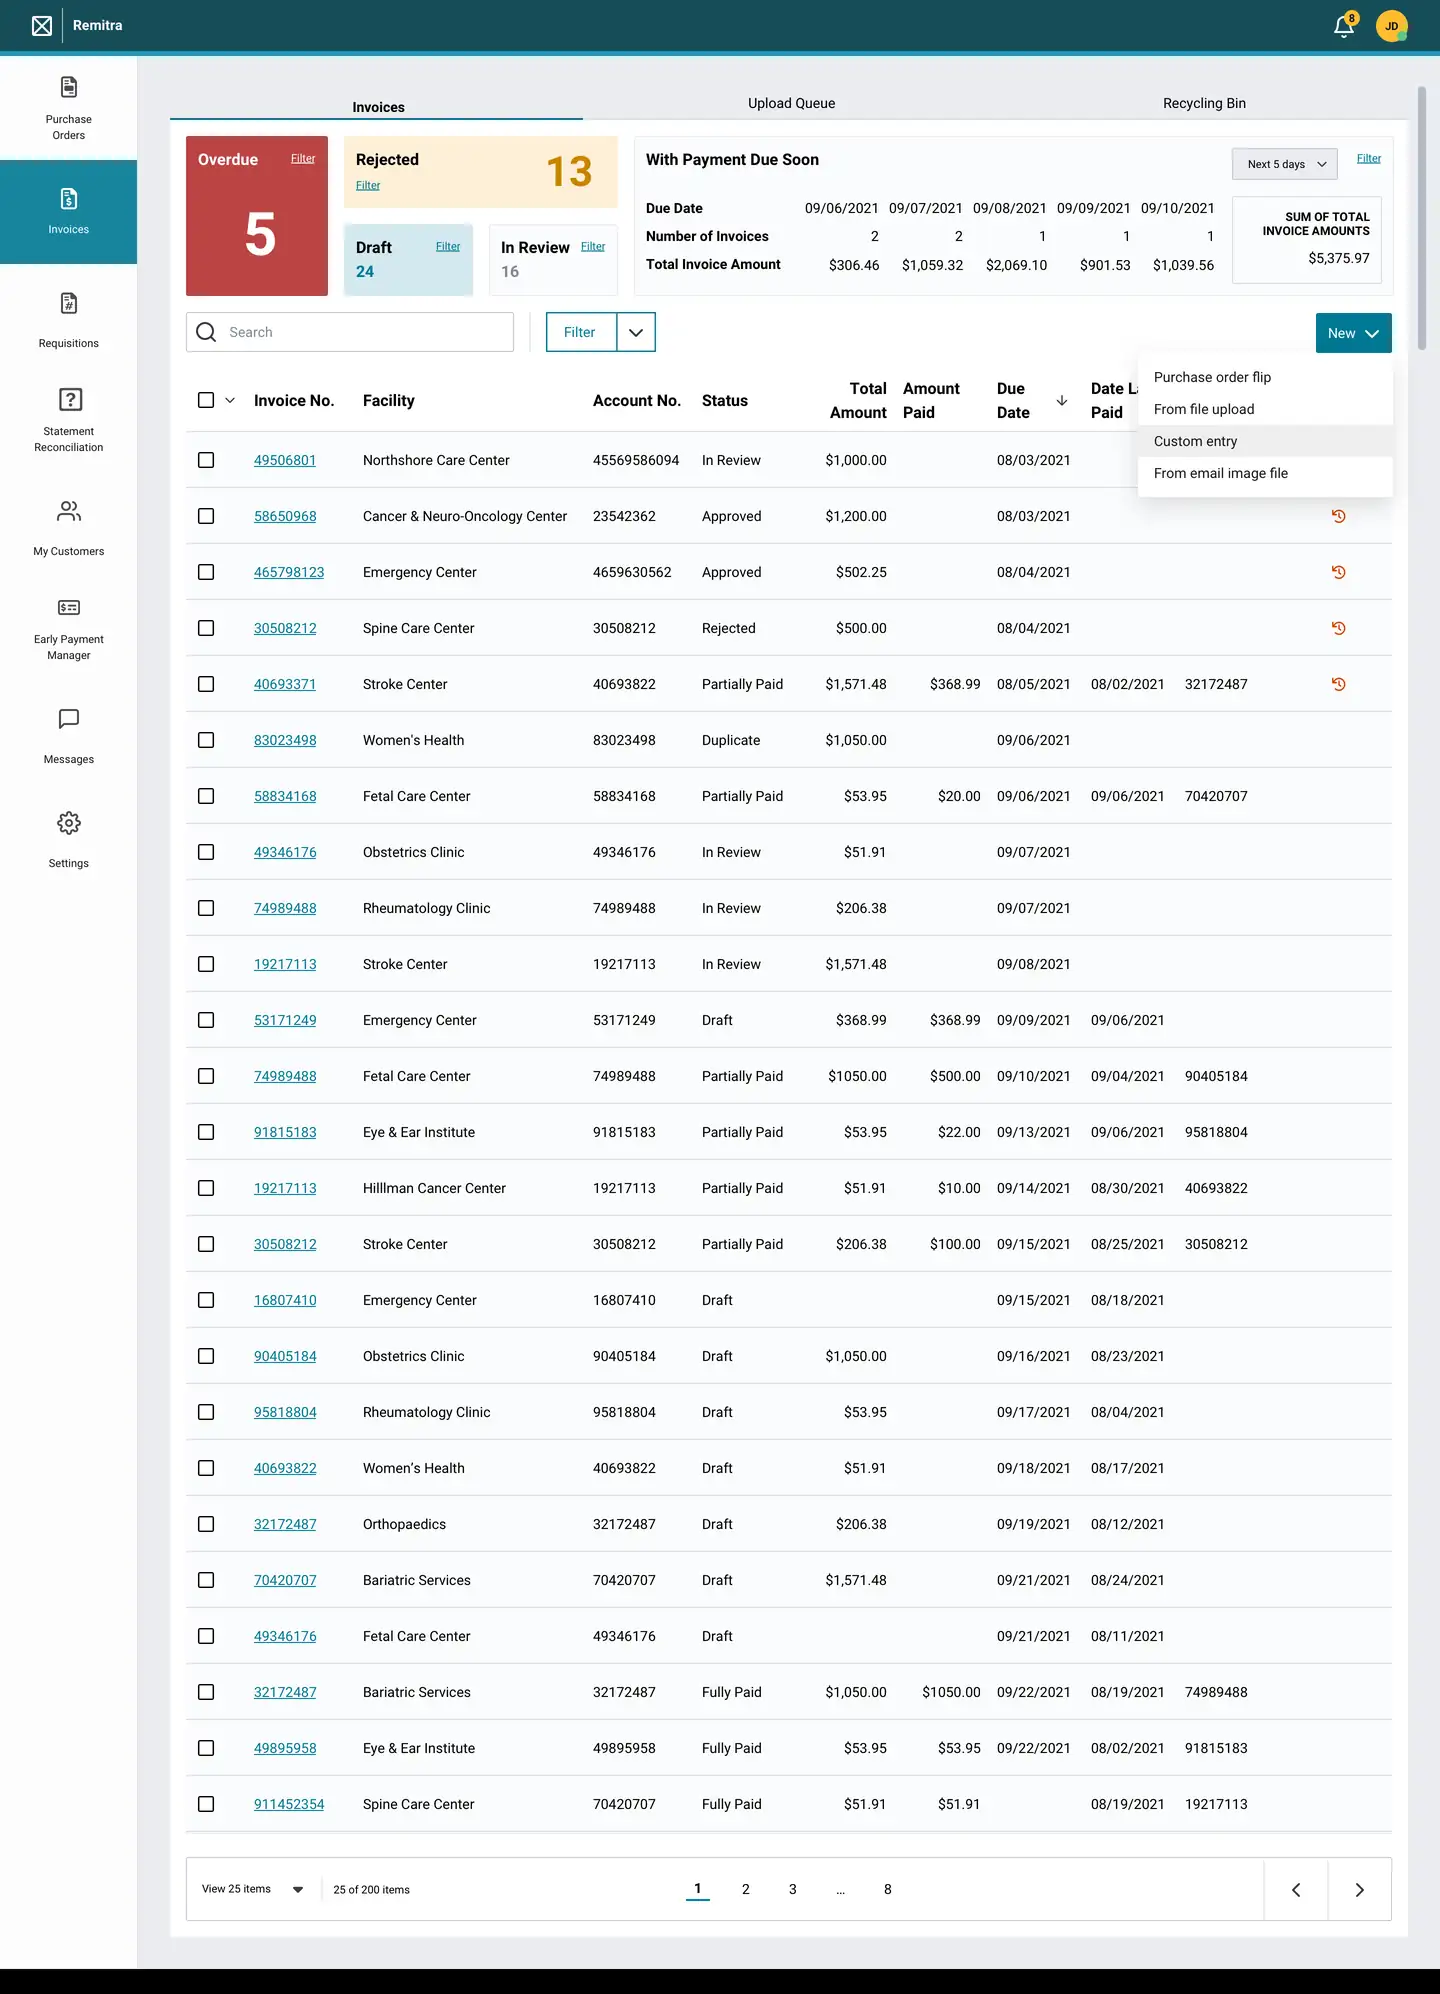 Remitra
8
JD
Purchase
Orders
Invoices
Requisitions
Statement
Reconciliation
My Customers
Early Payment
Manager
Messages
Settings
Invoices
Upload Queue
Recycling Bin
Overdue Filter
5
Rejected
Filter
13
Draft Filter
24
In Review Filter
16
With Payment Due Soon
Next 5 days
Filter
Due Date 09/06/2021 09/07/2021 09/08/2021 09/09/2021 09/10/2021
Number of Invoices 2 2 1 1 1
Total Invoice Amount $306.46 $1,059.32 $2,069.10 $901.53 $1,039.56
SUM OF TOTAL
INVOICE AMOUNTS
$5,375.97
Search
Filter
New
Purchase order flip
From file upload
Custom entry
From email image file
Invoice No. Facility Account No. Status Total Amount Amount Paid Due Date Date La Paid
49506801 Northshore Care Center 45569586094 In Review $1,000.00 08/03/2021
58650968 Cancer & Neuro-Oncology Center 23542362 Approved $1,200.00 08/03/2021
465798123 Emergency Center 4659630562 Approved $502.25 08/04/2021
30508212 Spine Care Center 30508212 Rejected $500.00 08/04/2021
40693371 Stroke Center 40693822 Partially Paid $1,571.48 $368.99 08/05/2021 08/02/2021 32172487
83023498 Women's Health 83023498 Duplicate $1,050.00 09/06/2021
58834168 Fetal Care Center 58834168 Partially Paid $53.95 $20.00 09/06/2021 09/06/2021 70420707
49346176 Obstetrics Clinic 49346176 In Review $51.91 09/07/2021
74989488 Rheumatology Clinic 74989488 In Review $206.38 09/07/2021
19217113 Stroke Center 19217113 In Review $1,571.48 09/08/2021
53171249 Emergency Center 53171249 Draft $368.99 $368.99 09/09/2021 09/06/2021
74989488 Fetal Care Center 74989488 Partially Paid $1050.00 $500.00 09/10/2021 09/04/2021 90405184
91815183 Eye & Ear Institute 91815183 Partially Paid $53.95 $22.00 09/13/2021 09/06/2021 95818804
19217113 Hilllman Cancer Center 19217113 Partially Paid $51.91 $10.00 09/14/2021 08/30/2021 40693822
30508212 Stroke Center 30508212 Partially Paid $206.38 $100.00 09/15/2021 08/25/2021 30508212
16807410 Emergency Center 16807410 Draft 09/15/2021 08/18/2021
90405184 Obstetrics Clinic 90405184 Draft $1,050.00 09/16/2021 08/23/2021
95818804 Rheumatology Clinic 95818804 Draft $53.95 09/17/2021 08/04/2021
40693822 Women’s Health 40693822 Draft $51.91 09/18/2021 08/17/2021
32172487 Orthopaedics 32172487 Draft $206.38 09/19/2021 08/12/2021
70420707 Bariatric Services 70420707 Draft $1,571.48 09/21/2021 08/24/2021
49346176 Fetal Care Center 49346176 Draft 09/21/2021 08/11/2021
32172487 Bariatric Services 32172487 Fully Paid $1,050.00 $1050.00 09/22/2021 08/19/2021 74989488
49895958 Eye & Ear Institute 49895958 Fully Paid $53.95 $53.95 09/22/2021 08/02/2021 91815183
911452354 Spine Care Center 70420707 Fully Paid $51.91 $51.91 08/19/2021 19217113
View 25 items 25 of 200 items 1 2 3 ... 8